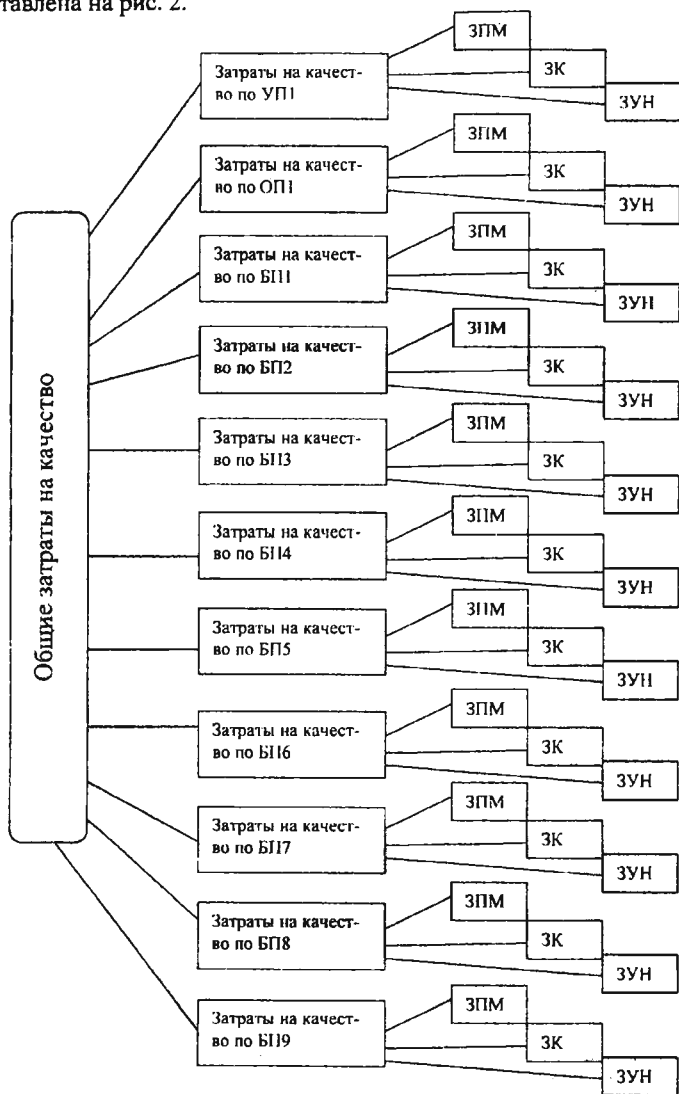 тавлена на рис. 2.
Общие затраты на качество
Затраты на качест-
во по УП1
ЗПМ
ЗК
ЗУН
Затраты на качест-
во по ОП1
ЗПМ
ЗК
ЗУН
Затраты на качест-
во по БП1
ЗПМ
ЗК
ЗУН
Затраты на качест-
во по БП2
ЗПМ
ЗК
ЗУН
Затраты на качест-
во по БП3
ЗПМ
ЗК
ЗУН
Затраты на качест-
во по БП4
ЗПМ
ЗК
ЗУН
Затраты на качест-
во по БП5
ЗПМ
ЗК
ЗУН
Затраты на качест-
во по БП6
ЗПМ
ЗК
ЗУН
Затраты на качест-
во по БП7
ЗПМ
ЗК
ЗУН
Затраты на качест-
во по БП8
ЗПМ
ЗК
ЗУН
Затраты на качест-
во по БП9
ЗПМ
ЗК
ЗУН